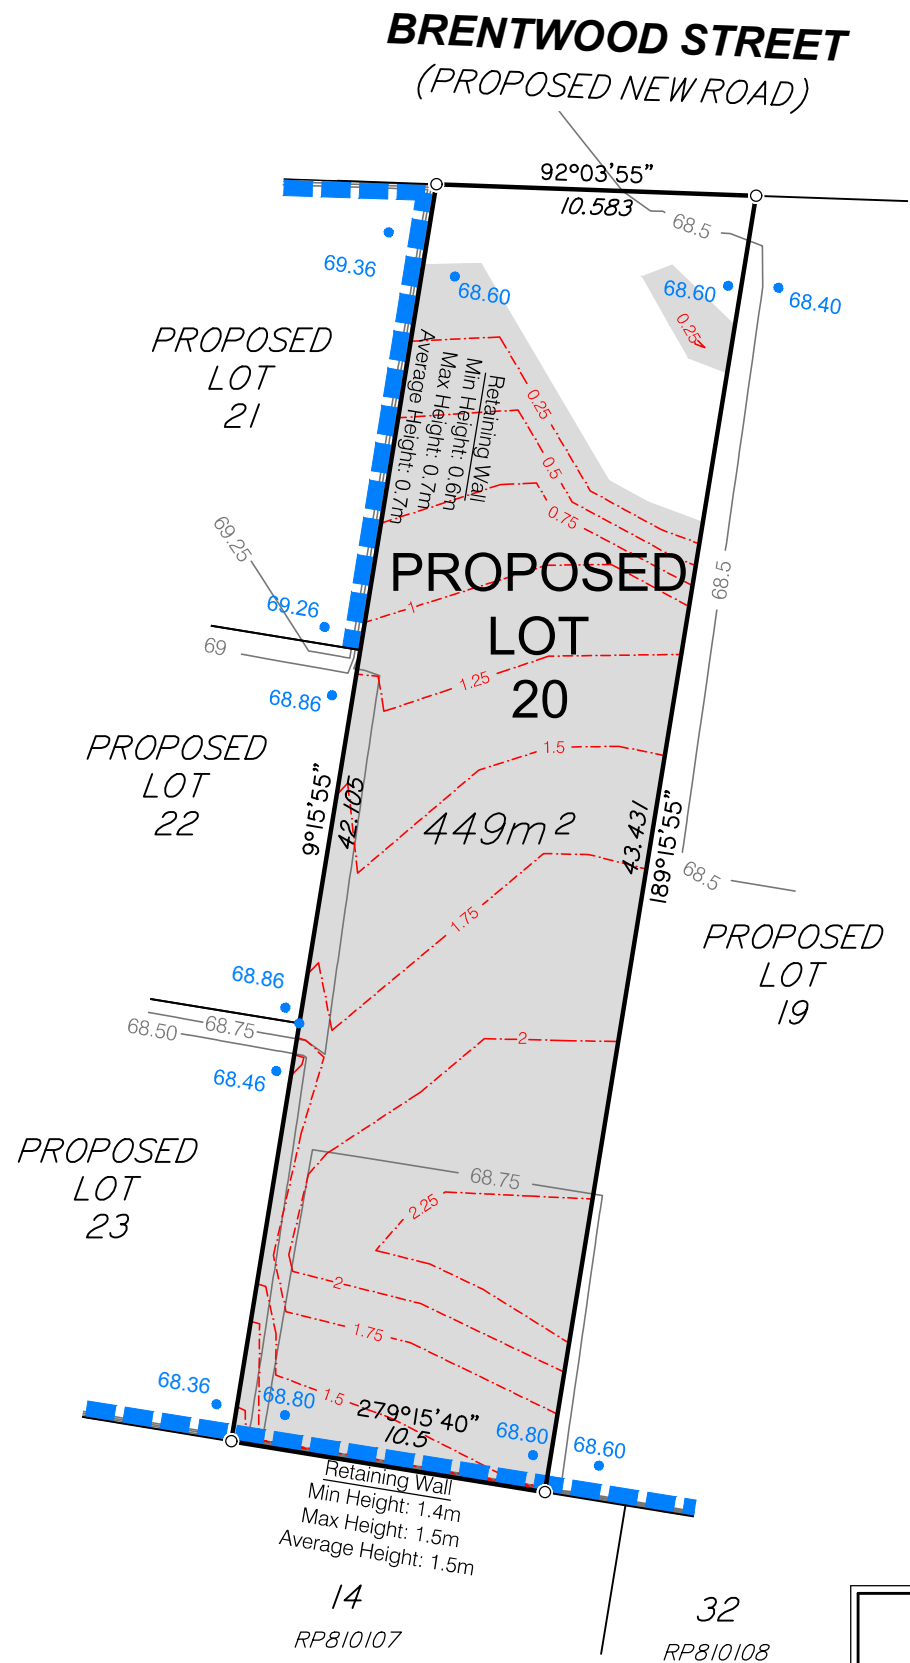 BRENTWOOD STREET
(PROPOSED NEW ROAD)
92°03'55"
10.583
68.5
69.36
68.60
68.60
68.40
0.25
PROPOSED
LOT
21
Retaining Wall
Min Height: 0.6m
Max Height: 0.7m
Average Height: 0.7m
0.25
0.5
0.75
69.25
68.5
PROPOSED
LOT
20
1
69.26
69
1.25
68.86
PROPOSED
LOT
22
1.5
9°15'55"
42.105
449m²
43.431
189°15'55"
68.5
1.75
PROPOSED
LOT
19
68.86
68.50
68.75
2
68.46
PROPOSED
LOT
23
68.75
2.25
2
1.75
1.5
68.36
68.80
279°15'40"
10.5
68.80
68.60
Retaining Wall
Min Height: 1.4m
Max Height: 1.5m
Average Height: 1.5m
14
RP810107
32
RP810108